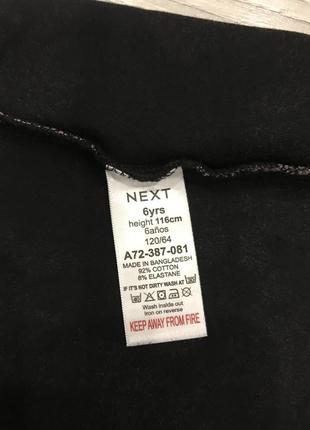 NEXT
6yrs
height 116cm
6años
120/64
A72-387-081
MADE IN BANGLADESH
92% COTTON
8% ELASTANE
IF IT'S NOT DIRTY WASH AT
Wash inside out
Iron on reverse
KEEP AWAY FROM FIRE